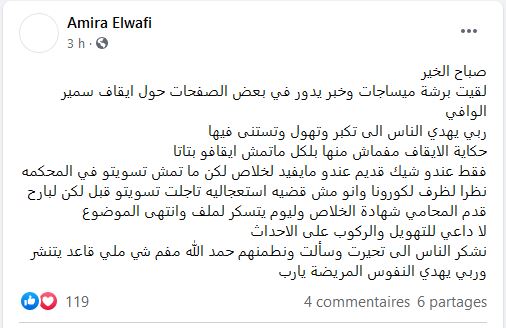 Amira Elwafi
3 h ·
صباح الخير
لقيت برشة ميساجات وخبر يدور في بعض الصفحات حول ايقاف سمير
الوافي
ربي يهدي الناس الى تكبر وتهول وتستنى فيها
حكاية الايقاف مفماش منها بلكل ماتمش ايقافو بتاتا
فقط عندو شيك قديم عندو مايفيد لخلاص لكن ما تمش تسويتو في المحكمه
نظرا لظرف لكورونا وانو مش قضيه استعجاليه تاجلت تسويتو قبل لكن لبارح
قدم المحامي شهادة الخلاص وليوم يتسكر لملف وانتهى الموضوع
لا داعي للتهويل والركوب على الاحداث
نشكر الناس الى تحيرت وسألت ونطمنهم حمد الله مفم شي ملي قاعد يتنشر
وربي يهدي النفوس المريضة يارب
119
4 commentaires 6 partages